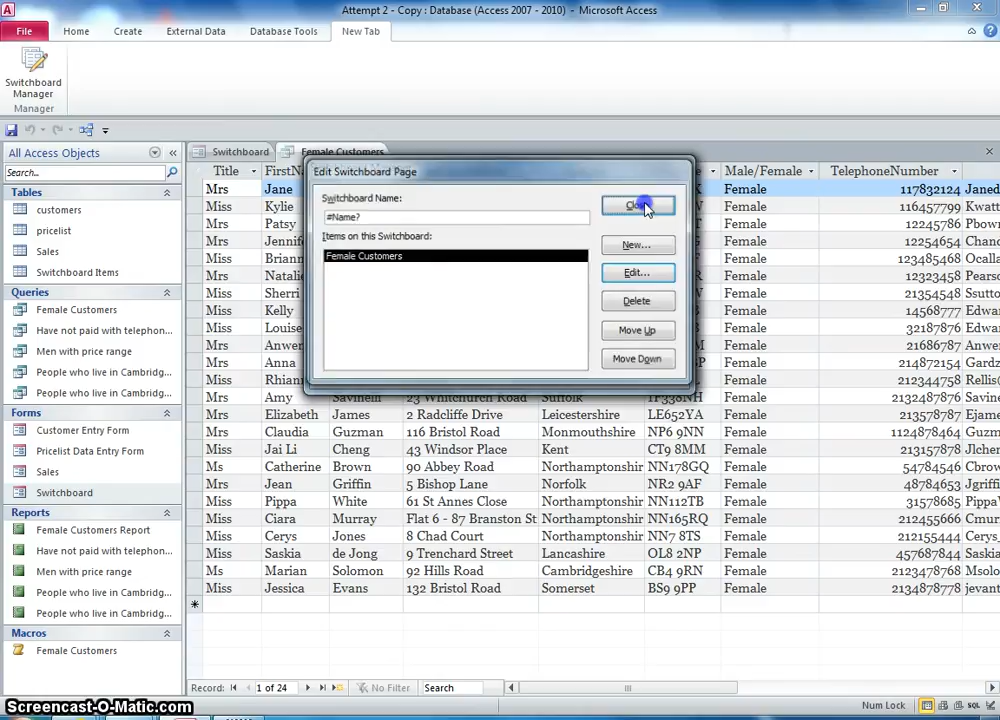 Attempt 2 - Copy : Database (Access 2007 - 2010) - Microsoft Access
File Home Create External Data Database Tools New Tab
Switchboard
Manager
Manager
All Access Objects
Search...
Tables
customers
pricelist
Sales
Switchboard Items
Queries
Female Customers
Have not paid with telephon...
Men with price range
People who live in Cambridg...
People who live in Cambridg...
Forms
Customer Entry Form
Pricelist Data Entry Form
Sales
Switchboard
Reports
Female Customers Report
Have not paid with telephon...
Men with price range
People who live in Cambridg...
People who live in Cambridg...
Macros
Female Customers
Switchboard Female Customers
Edit Switchboard Page
Switchboard Name:
#Name?
Items on this Switchboard:
Female Customers
New...
Edit...
Delete
Move Up
Move Down
Title Male/Female TelephoneNumber
Mrs Jane Female 117832124
Miss Kylie Female 116457799
Mrs Patsy Female 12254654
Mrs Female 12254661
Miss Female 123485468
Mrs Female 12323458
Miss Sherri Female 21354548
Miss Kelly Female 14568777
Miss Female 32187876
Mrs Female 21686787
Mrs Anna Female 214872154
Miss Female 2112344758
Mrs Amy Savinelli 23 Whitchurch Road Suffolk Female 2132487876
Mrs Elizabeth James 2 Radcliffe Drive Leicestershire LE652YA Female 213578787
Mrs Claudia Guzman 116 Bristol Road Monmouthshire NP6 9NN Female 1124878464
Miss Jai Li Cheng 43 Windsor Place Kent CT9 8MM Female 213157878
Ms Catherine Brown 90 Abbey Road Northamptonshir NN178GQ Female 54784546
Mrs Jean Griffin 5 Bishop Lane Norfolk NR2 9AF Female 48784653
Miss Pippa White 61 St Annes Close Northamptonshir NN112TB Female 31578685
Miss Ciara Murray Flat 6 - 87 Branston St Northamptonshir NN165RQ Female 212455666
Miss Cerys Jones 8 Chad Court Northamptonshir NN7 8TS Female 212155444
Miss Saskia de Jong 9 Trenchard Street Lancashire OL8 2NP Female 457687844
Ms Marian Solomon 92 Hills Road Cambridgeshire CB4 9RN Female 2123478768
Miss Jessica Evans 132 Bristol Road Somerset BS9 9PP Female 2134878778
Record: 1 of 24 No Filter Search
Num Lock SQL
Screencast-O-Matic.com